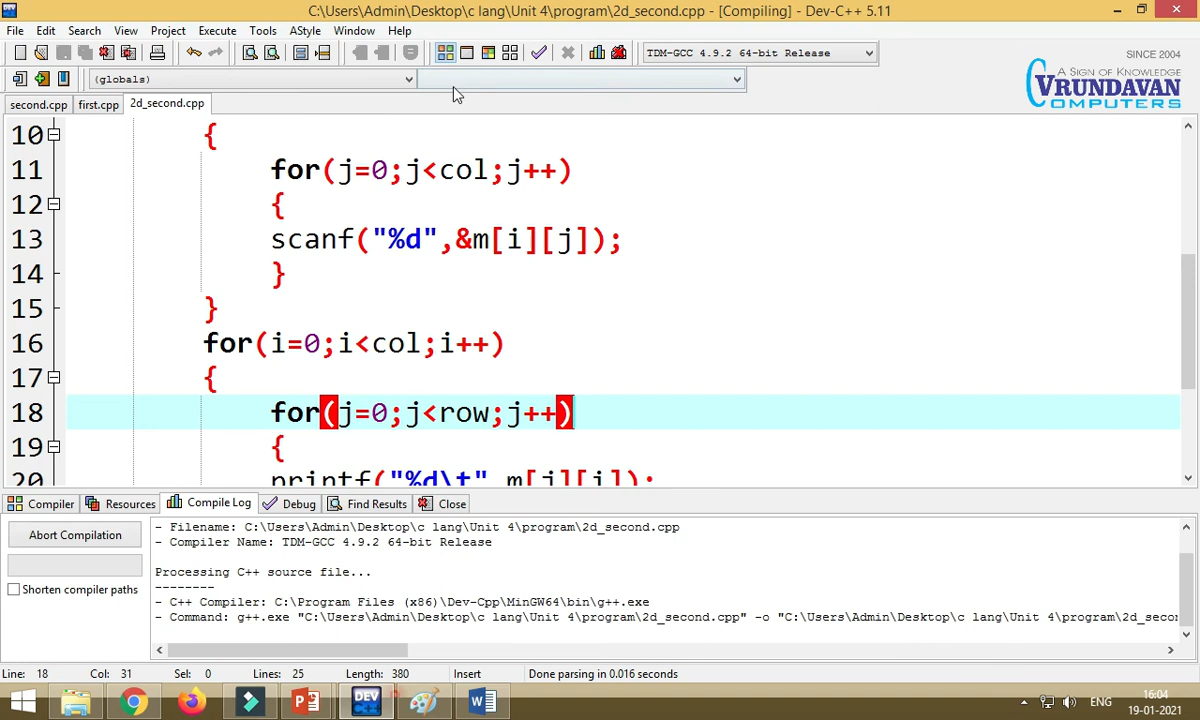 C:\Users\Admin\Desktop\c lang\Unit 4\program\2d_second.cpp - [Compiling] - Dev-C++ 5.11
File Edit Search View Project Execute Tools AStyle Window Help
TDM-GCC 4.9.2 64-bit Release
SINCE 2004
A SIGN OF KNOWLEDGE
VRUNDAVAN
COMPUTERS
(globals)
second.cpp first.cpp 2d_second.cpp
10 {
11 for(j=0;j<col;j++)
12 {
13 scanf("%d",&m[i][j]);
14 }
15 }
16 for(i=0;i<col;i++)
17 {
18 for(j=0;j<row;j++)
19 {
20 printf("%d\t",m[j][i]);
Compiler Resources Compile Log Debug Find Results Close
Abort Compilation
Shorten compiler paths
- Filename: C:\Users\Admin\Desktop\c lang\Unit 4\program\2d_second.cpp
- Compiler Name: TDM-GCC 4.9.2 64-bit Release
Processing C++ source file...
--------
- C++ Compiler: C:\Program Files (x86)\Dev-Cpp\MinGW64\bin\g++.exe
- Command: g++.exe "C:\Users\Admin\Desktop\c lang\Unit 4\program\2d_second.cpp" -o "C:\Users\Admin\Desktop\c lang\Unit 4\program\2d_secon
Line: 18 Col: 31 Sel: 0 Lines: 25 Length: 380 Insert Done parsing in 0.016 seconds
DEV
ENG
16:04
19-01-2021